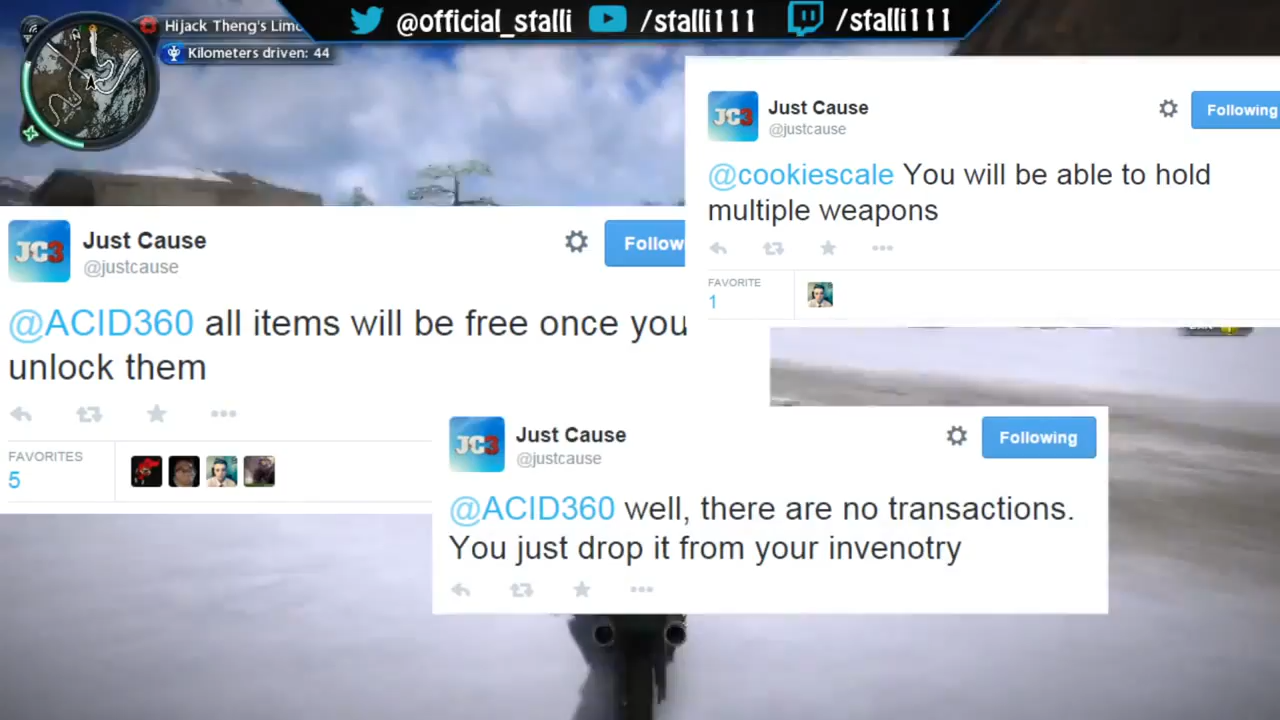 @official_stalli /stalli111 /stalli111
Hijack Theng's Limo
Kilometers driven: 44
JC3 Just Cause
@justcause
Following
@cookiescale You will be able to hold
multiple weapons
FAVORITE
1
JC3 Just Cause
@justcause
Follow
@ACID360 all items will be free once you
unlock them
FAVORITES
5
JC3 Just Cause
@justcause
Following
@ACID360 well, there are no transactions.
You just drop it from your invenotry